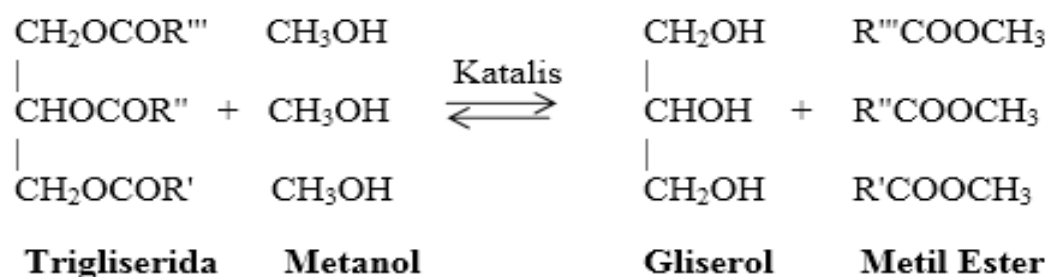 CH₂OCOR''' CH₃OH CH₂OH R'''COOCH₃
| Katalis |
CHOCOR" + CH₃OH ⇌ CHOH + R"COOCH₃
| |
CH₂OCOR' CH₃OH CH₂OH R'COOCH₃
Trigliserida Metanol Gliserol Metil Ester